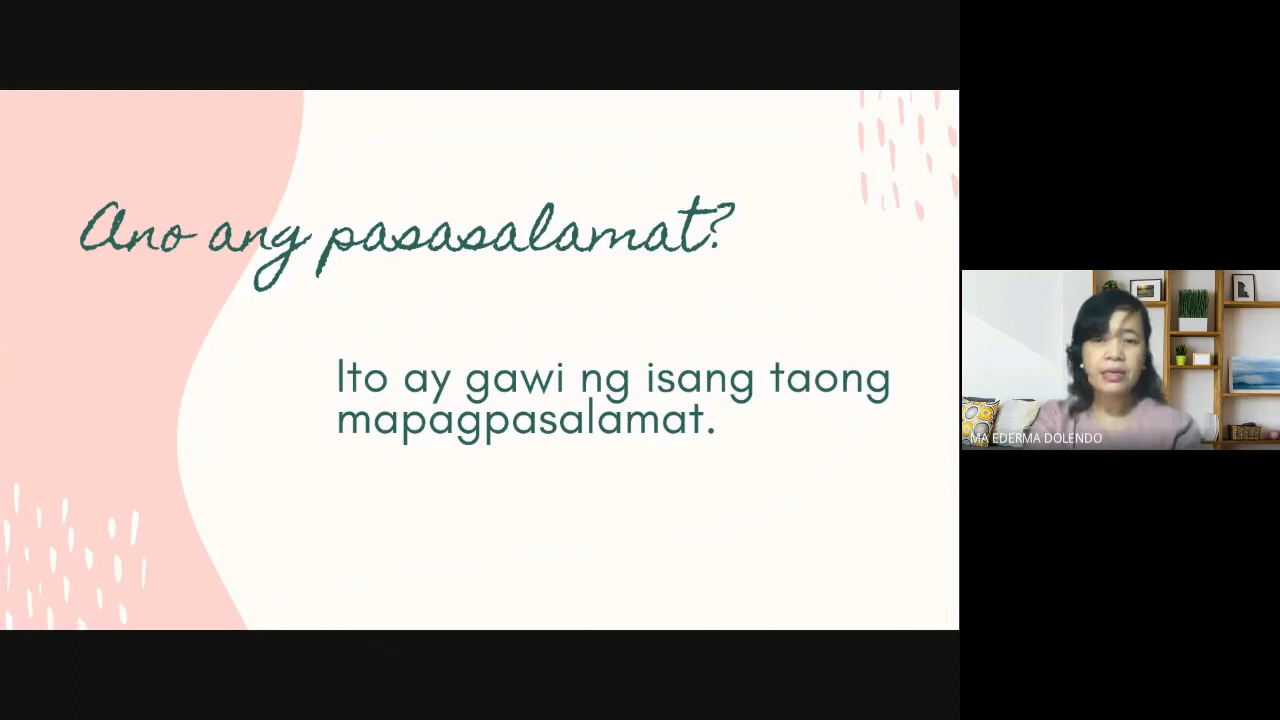 Ano ang pasasalamat?
Ito ay gawi ng isang taong
mapagpasalamat.
MA EDERMA DOLENDO